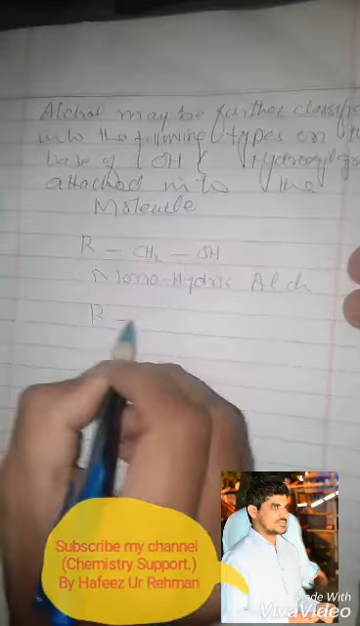 Alchol may be further classif
into the following types on th
base of (OH) Hydroxyl gr
attached into the
Molecule
R – CH2 – OH
Mono-Hydric Alch
R –
Subscribe my channel
(Chemistry Support.)
By Hafeez Ur Rehman
Made With
VivaVideo